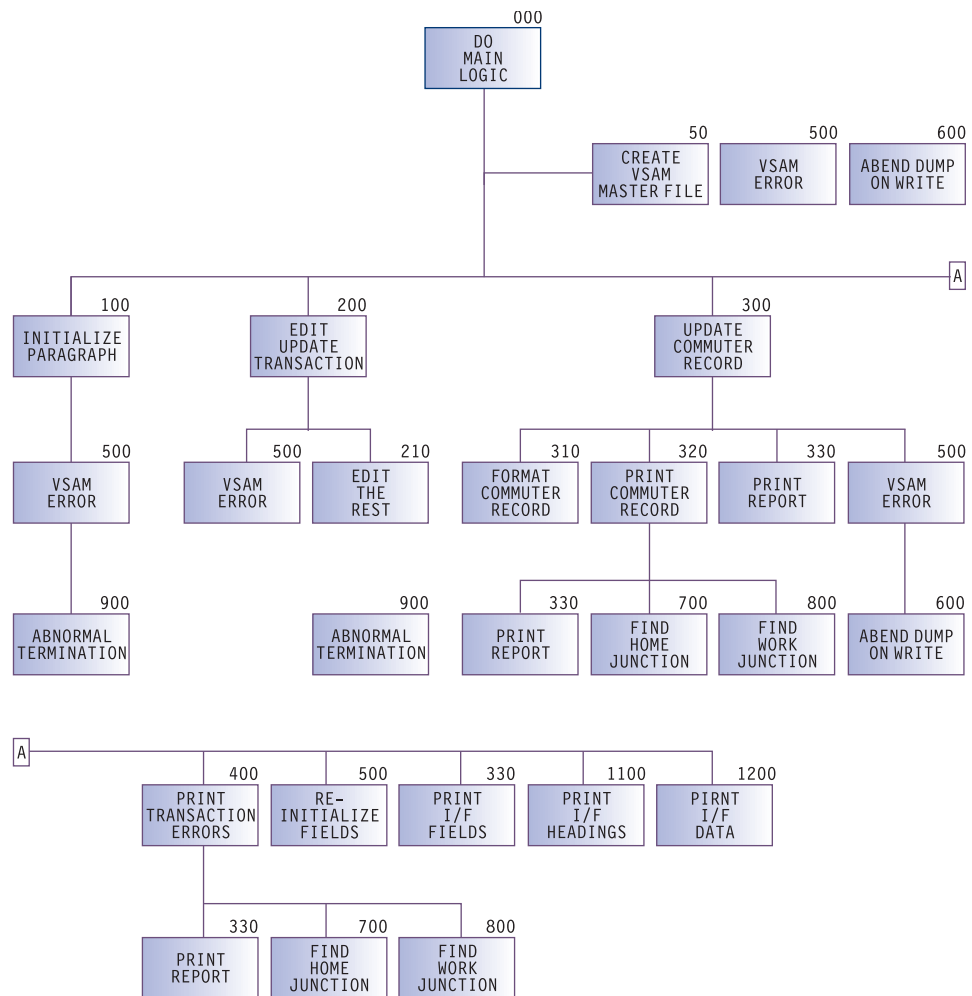 000
DO
MAIN
LOGIC
50
CREATE
VSAM
MASTER FILE
500
VSAM
ERROR
600
ABEND DUMP
ON WRITE
A
100
INITIALIZE
PARAGRAPH
200
EDIT
UPDATE
TRANSACTION
300
UPDATE
COMMUTER
RECORD
500
VSAM
ERROR
500
VSAM
ERROR
210
EDIT
THE
REST
310
FORMAT
COMMUTER
RECORD
320
PRINT
COMMUTER
RECORD
330
PRINT
REPORT
500
VSAM
ERROR
900
ABNORMAL
TERMINATION
900
ABNORMAL
TERMINATION
330
PRINT
REPORT
700
FIND
HOME
JUNCTION
800
FIND
WORK
JUNCTION
600
ABEND DUMP
ON WRITE
A
400
PRINT
TRANSACTION
ERRORS
500
RE-
INITIALIZE
FIELDS
330
PRINT
I/F
FIELDS
1100
PRINT
I/F
HEADINGS
1200
PIRNT
I/F
DATA
330
PRINT
REPORT
700
FIND
HOME
JUNCTION
800
FIND
WORK
JUNCTION